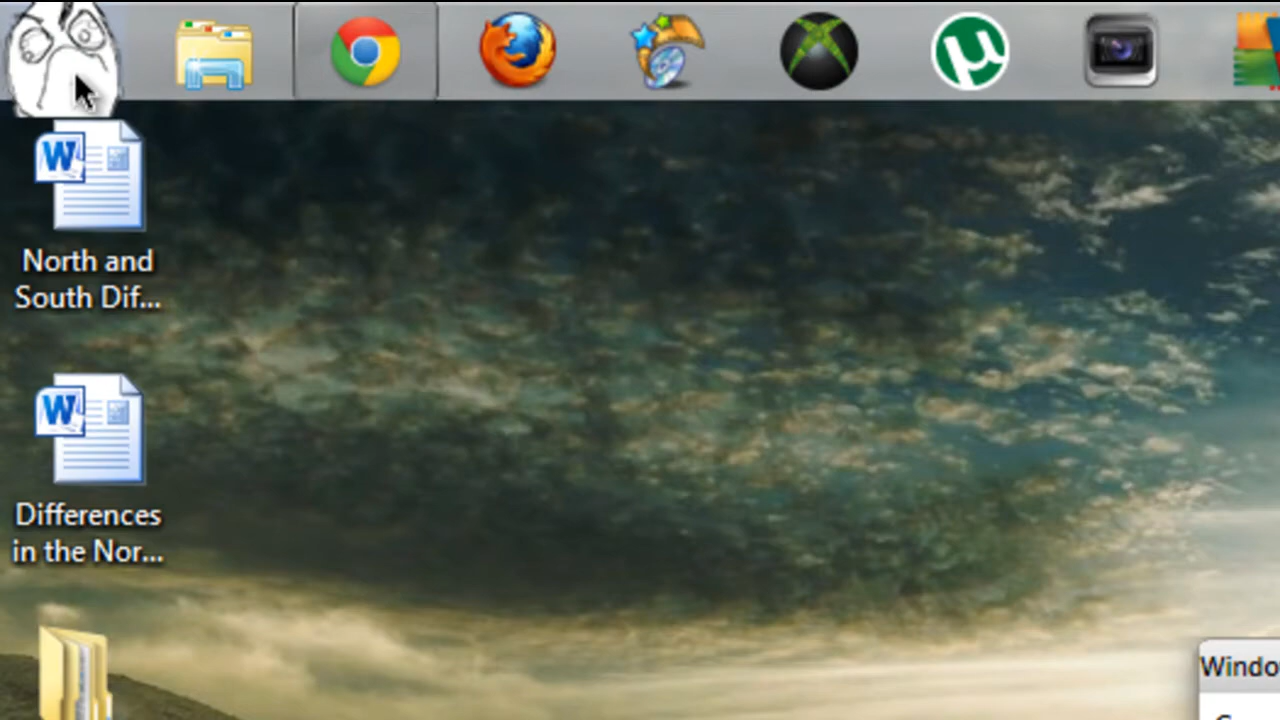 North and
South Dif...
Differences
in the Nor...
Windo